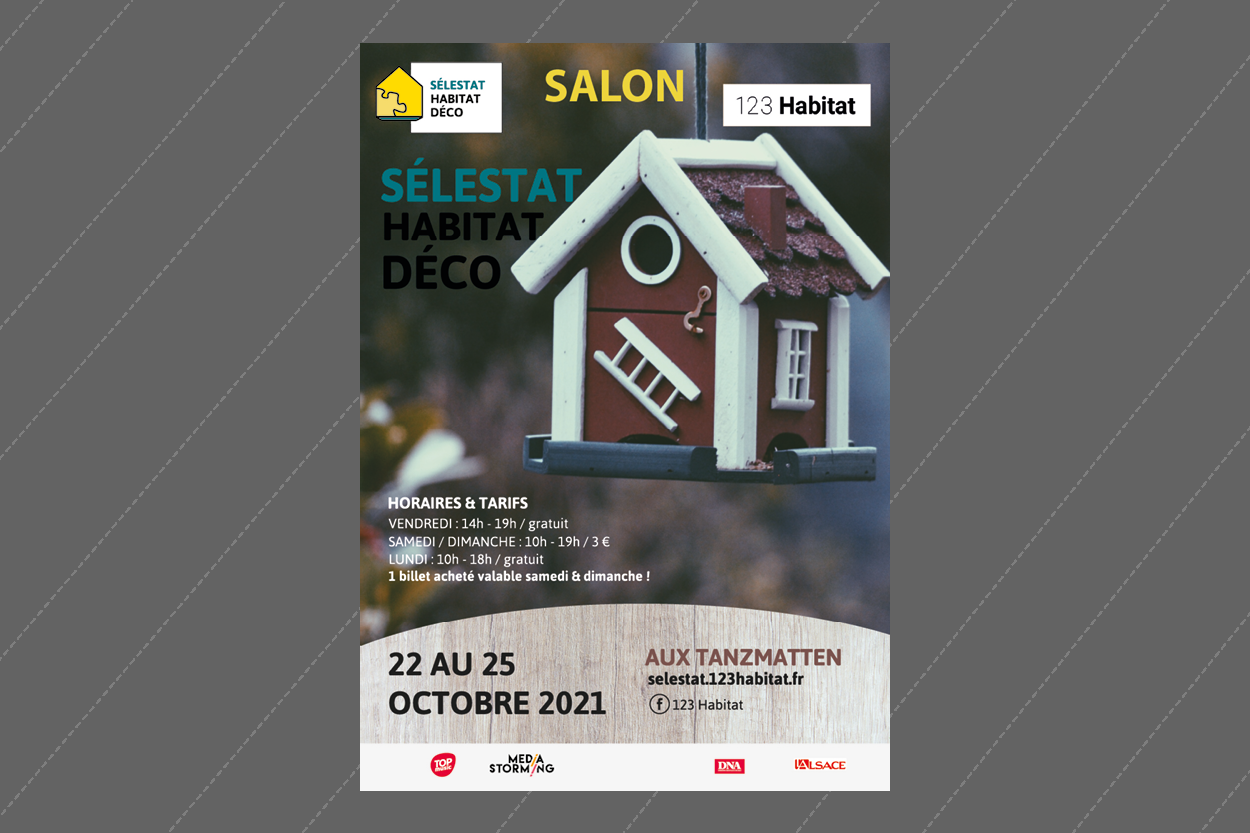 SÉLESTAT
HABITAT
DÉCO
SALON
123 Habitat
SÉLESTAT
HABITAT
DÉCO
HORAIRES & TARIFS
VENDREDI : 14h - 19h / gratuit
SAMEDI / DIMANCHE : 10h - 19h / 3 €
LUNDI : 10h - 18h / gratuit
1 billet acheté valable samedi & dimanche !
22 AU 25
OCTOBRE 2021
AUX TANZMATTEN
selestat.123habitat.fr
f 123 Habitat
TOP
music
MEDIA
STORMING
DNA
L'ALSACE